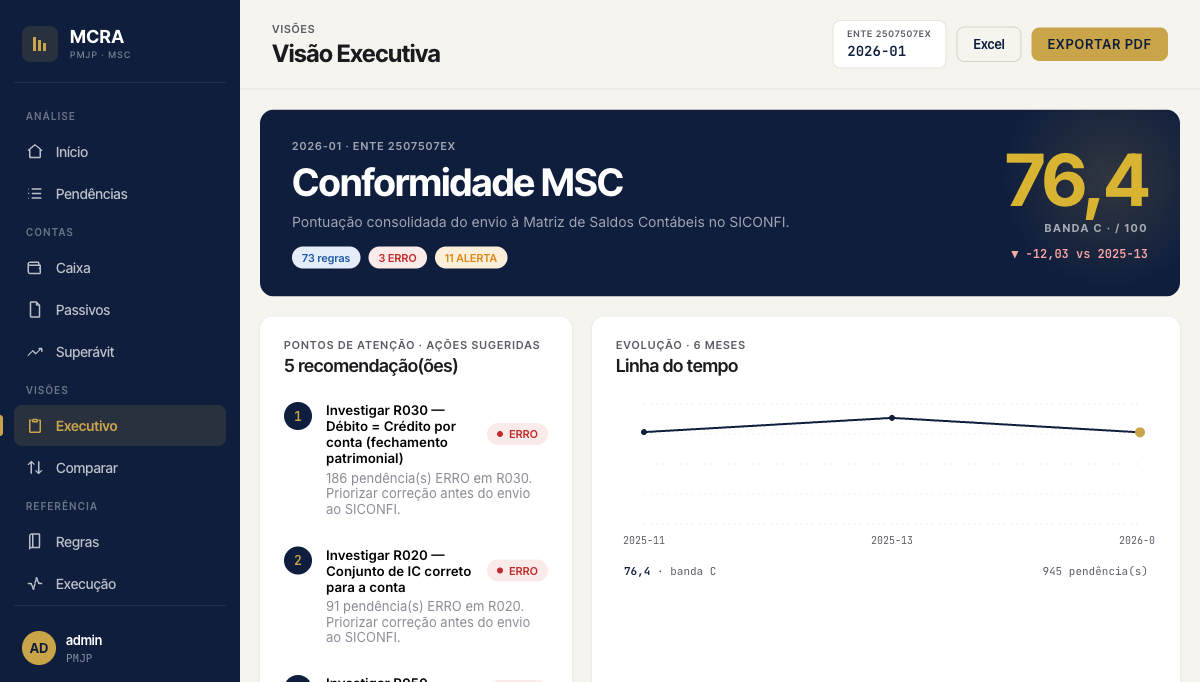 MCRA
PMJP · MSC
ANÁLISE
Início
Pendências
CONTAS
Caixa
Passivos
Superávit
VISÕES
Executivo
Comparar
REFERÊNCIA
Regras
Execução
AD
admin
PMJP
VISÕES
Visão Executiva
ENTE 2507507EX
2026-01
Excel
EXPORTAR PDF
2026-01 · ENTE 2507507EX
Conformidade MSC
Pontuação consolidada do envio à Matriz de Saldos Contábeis no SICONFI.
73 regras
3 ERRO
11 ALERTA
76,4
BANDA C · / 100
▼ -12,03 vs 2025-13
PONTOS DE ATENÇÃO · AÇÕES SUGERIDAS
5 recomendação(ões)
1
Investigar R030 —
Débito = Crédito por
conta (fechamento
patrimonial)
ERRO
186 pendência(s) ERRO em R030.
Priorizar correção antes do envio
ao SICONFI.
2
Investigar R020 —
Conjunto de IC correto
para a conta
ERRO
91 pendência(s) ERRO em R020.
Priorizar correção antes do envio
ao SICONFI.
EVOLUÇÃO · 6 MESES
Linha do tempo
2025-11
2025-13
2026-0
76,4 · banda C
945 pendência(s)